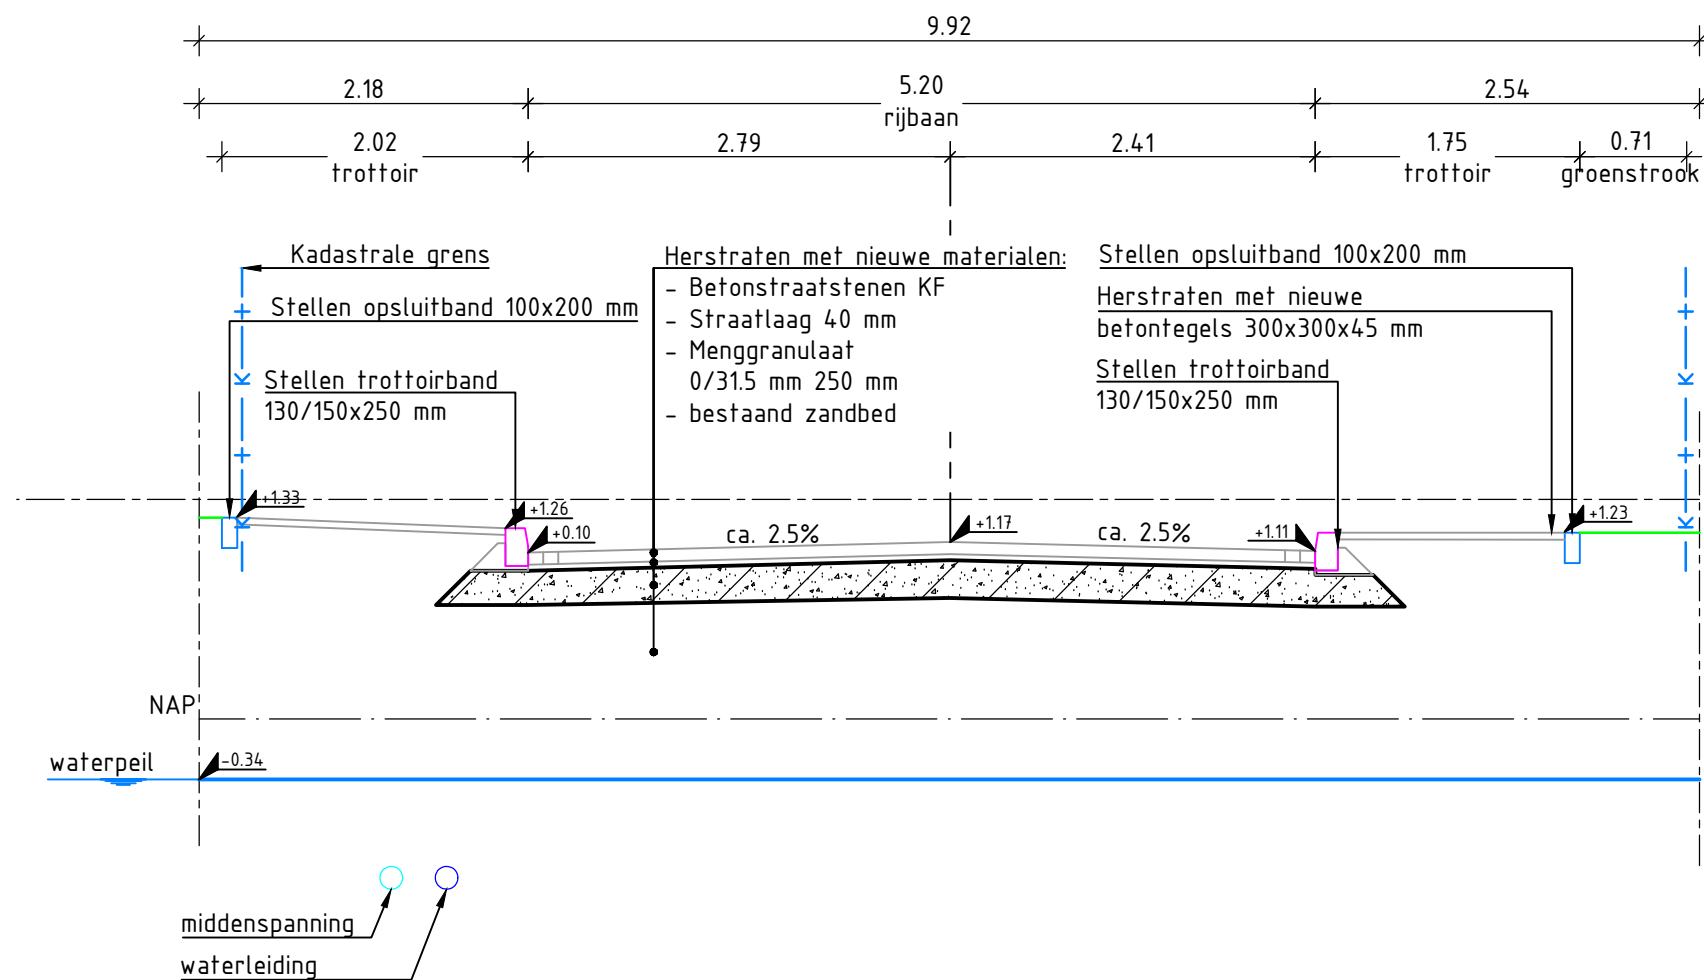 9.92
2.18
5.20
2.54
rijbaan
2.02
2.79
2.41
1.75
0.71
trottoir
trottoir
groenstrook
Kadastrale grens
Stellen opsluitband 100x200 mm
Stellen trottoirband
130/150x250 mm
Herstraten met nieuwe materialen:
- Betonstraatstenen KF
- Straatlaag 40 mm
- Menggranulaat
0/31.5 mm 250 mm
- bestaand zandbed
Stellen opsluitband 100x200 mm
Herstraten met nieuwe
betontegels 300x300x45 mm
Stellen trottoirband
130/150x250 mm
K
K
K
K
+1.33
+1.26
+0.10
ca. 2.5%
+1.17
ca. 2.5%
+1.11
+1.23
NAP
waterpeil
-0.34
middenspanning
waterleiding